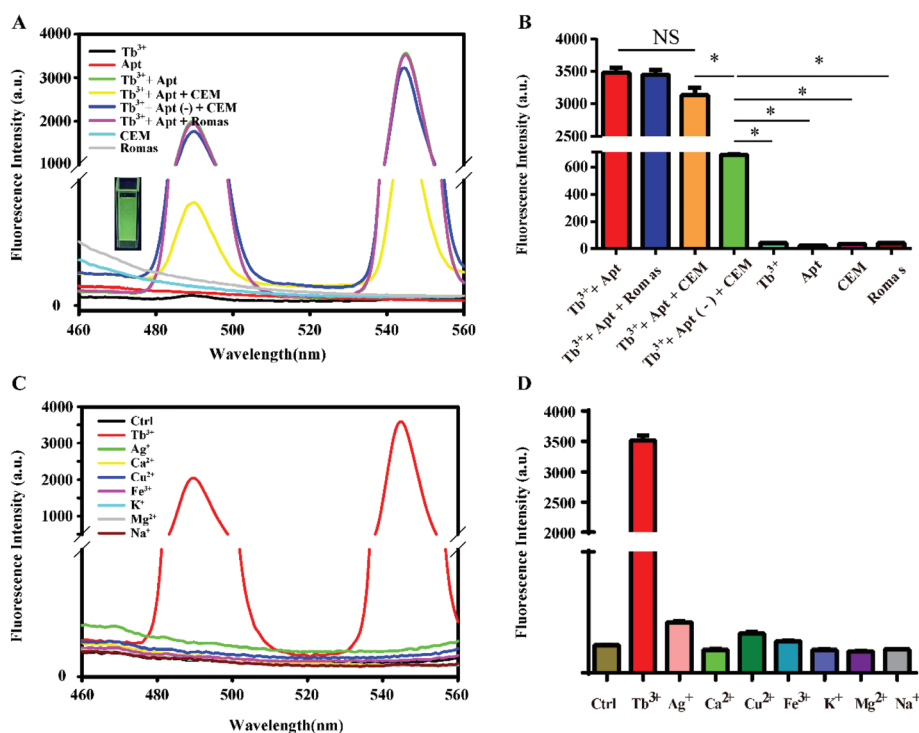 A
Fluorescence Intensity (a.u.)
4000
3000
2000
1000
0
Tb³⁺
Apt
Tb³⁺+ Apt
Tb³⁺+ Apt + CEM
Tb³⁺+ Apt (-) + CEM
Tb³⁺+ Apt + Romas
CEM
Romas
460 480 500 520 540 560
Wavelength(nm)
B
Fluorescence Intensity (a.u.)
4000
3500
3000
2500
600
400
200
0
NS
*
*
*
*
*
Tb³⁺+ Apt
Tb³⁺+ Apt + Romas
Tb³⁺+ Apt + CEM
Tb³⁺+ Apt (-) + CEM
Tb³⁺
Apt
CEM
Romas
C
Fluorescence Intensity (a.u.)
4000
3000
2000
1000
0
Ctrl
Tb³⁺
Ag⁺
Ca²⁺
Cu²⁺
Fe³⁺
K⁺
Mg²⁺
Na⁺
460 480 500 520 540 560
Wavelength(nm)
D
Fluorescence Intensity (a.u.)
4000
3500
3000
2500
2000
Ctrl Tb³⁺ Ag⁺ Ca²⁺ Cu²⁺ Fe³⁺ K⁺ Mg²⁺ Na⁺